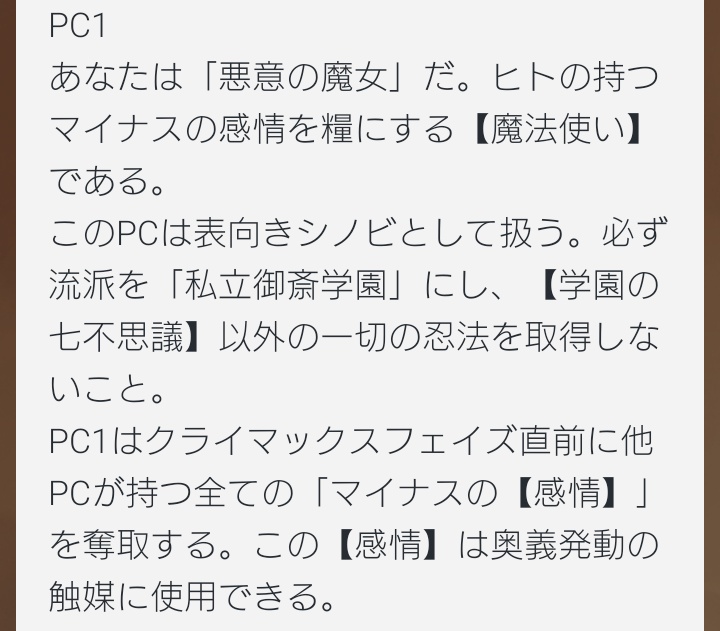 PC1
あなたは「悪意の魔女」だ。ヒトの持つ
マイナスの感情を糧にする【魔法使い】
である。
このPCは表向きシノビとして扱う。必ず
流派を「私立御斎学園」にし、【学園の
七不思議】以外の一切の忍法を取得しな
いこと。
PC1はクライマックスフェイズ直前に他
PCが持つ全ての「マイナスの【感情】」
を奪取する。この【感情】は奥義発動の
触媒に使用できる。